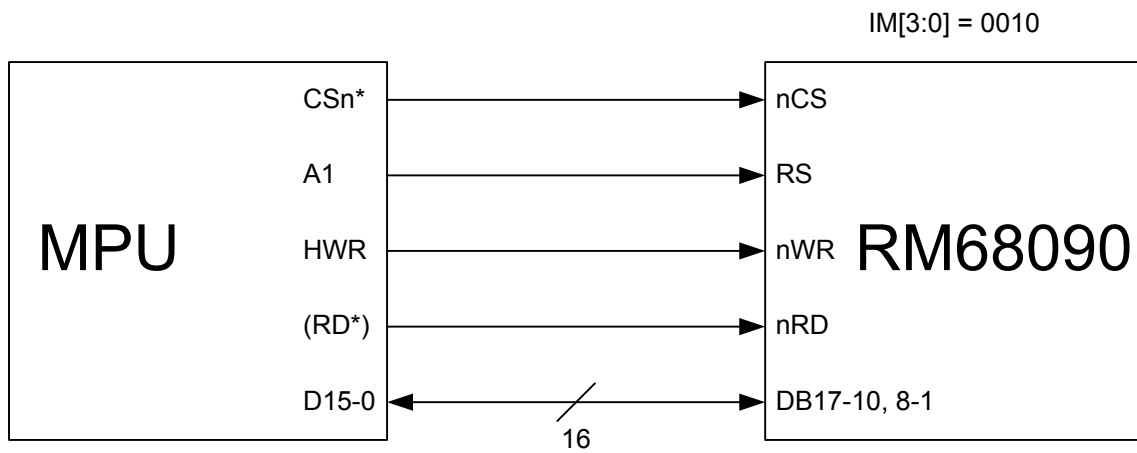 IM[3:0] = 0010
CSn* nCS
A1 RS
MPU HWR nWR RM68090
(RD*) nRD
D15-0 DB17-10, 8-1
16